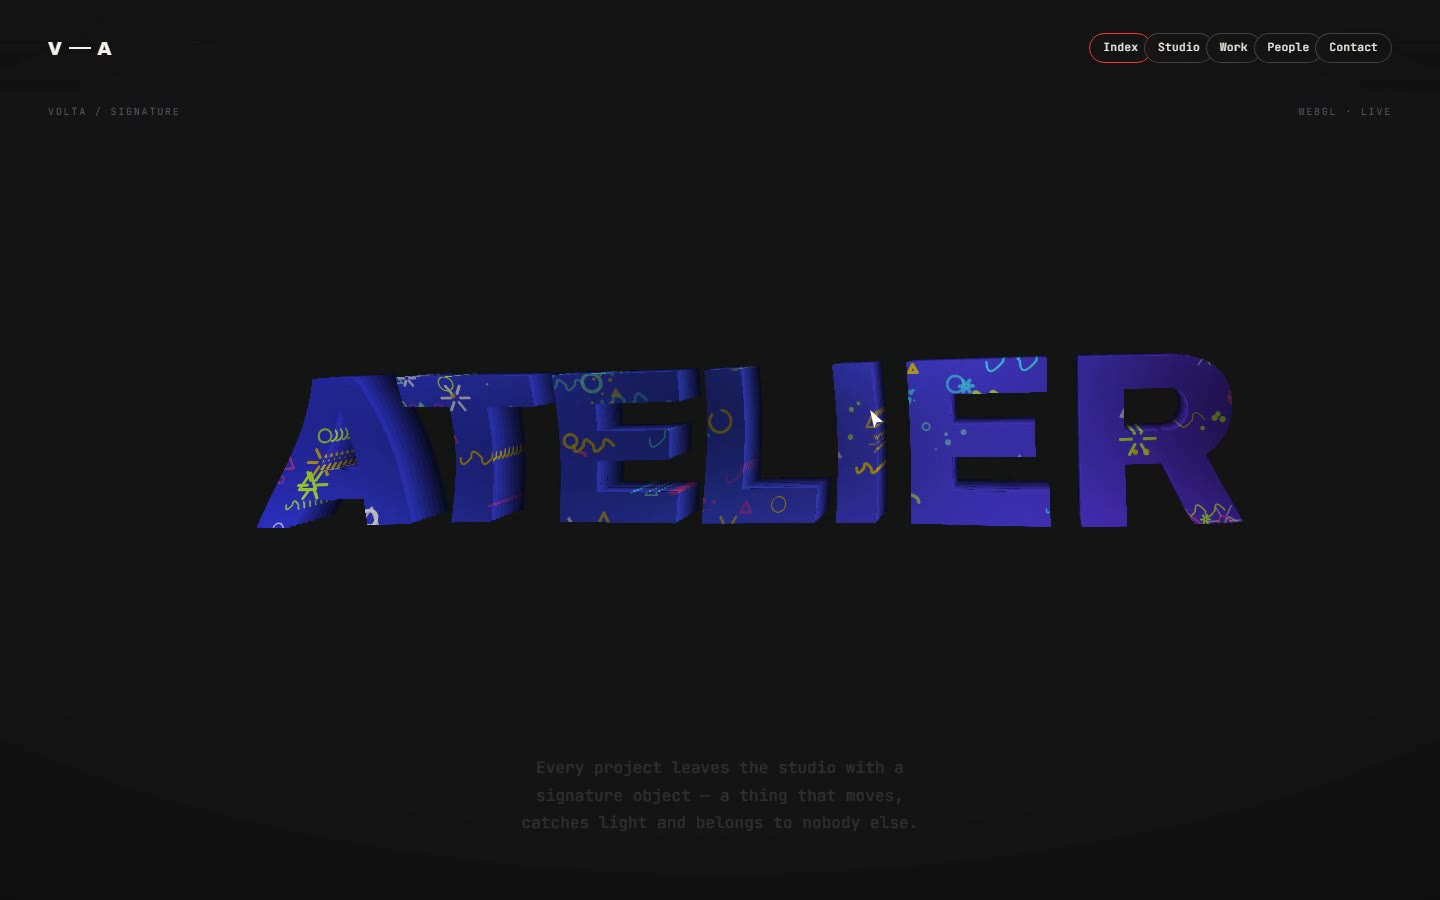 V — A
Index Studio Work People Contact
VOLTA / SIGNATURE
WEBGL · LIVE
ATELIER
Every project leaves the studio with a
signature object — a thing that moves,
catches light and belongs to nobody else.